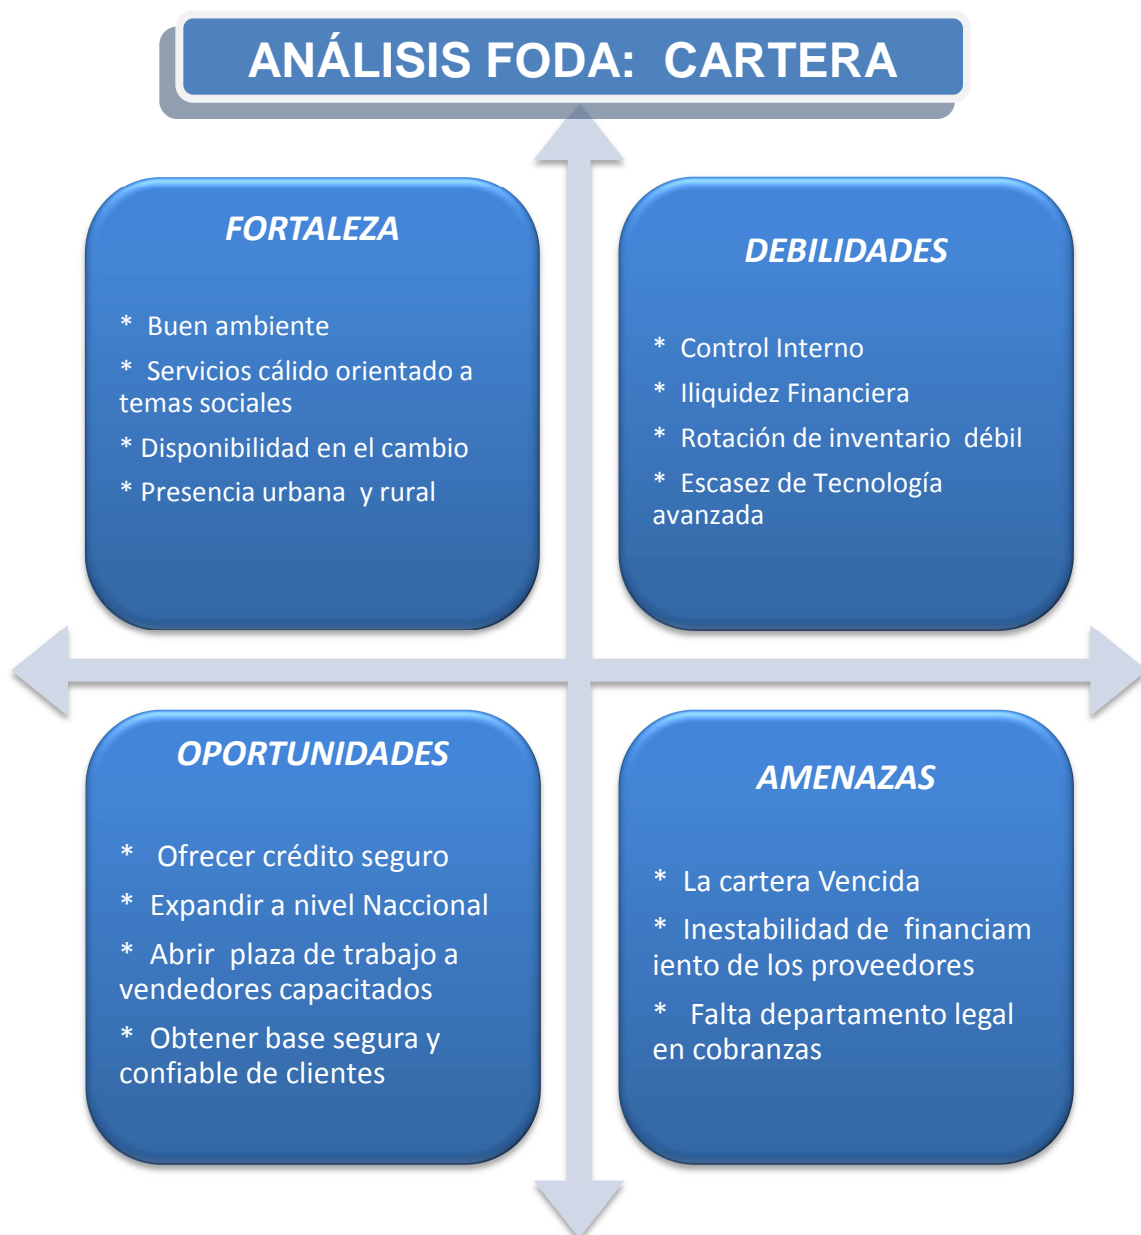 ANÁLISIS FODA: CARTERA
FORTALEZA
* Buen ambiente
* Servicios cálido orientado a
temas sociales
* Disponibilidad en el cambio
* Presencia urbana y rural
DEBILIDADES
* Control Interno
* Iliquidez Financiera
* Rotación de inventario débil
* Escasez de Tecnología
avanzada
OPORTUNIDADES
* Ofrecer crédito seguro
* Expandir a nivel Naccional
* Abrir plaza de trabajo a
vendedores capacitados
* Obtener base segura y
confiable de clientes
AMENAZAS
* La cartera Vencida
* Inestabilidad de financiam
iento de los proveedores
* Falta departamento legal
en cobranzas